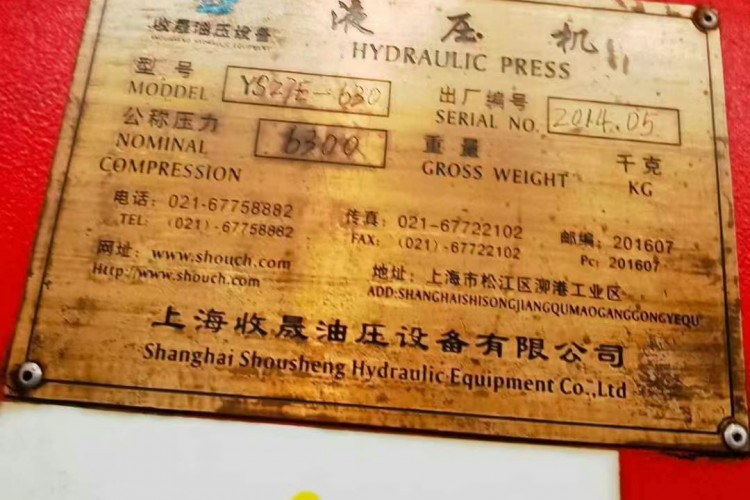 收晟油压设备
液压机
HYDRAULIC PRESS
型号 YS27E-630
MODDEL
出厂编号 2014.05
SERIAL NO.
公称压力 6300
NOMINAL
COMPRESSION
重量 千克
GROSS WEIGHT KG
电话: 021-67758882
TEL: (021)-67758882
传真: 021-67722102
FAX: (021)-67722102
邮编: 201607
Pc: 201607
网址: www.shouch.com
Http://www.shouch.com
地址: 上海市松江区泖港工业区
ADD:SHANGHAISHISONGJIANGQUMAOGANGGONGYEQU
上海收晟油压设备有限公司
Shanghai Shousheng Hydraulic Equipment Co.,Ltd